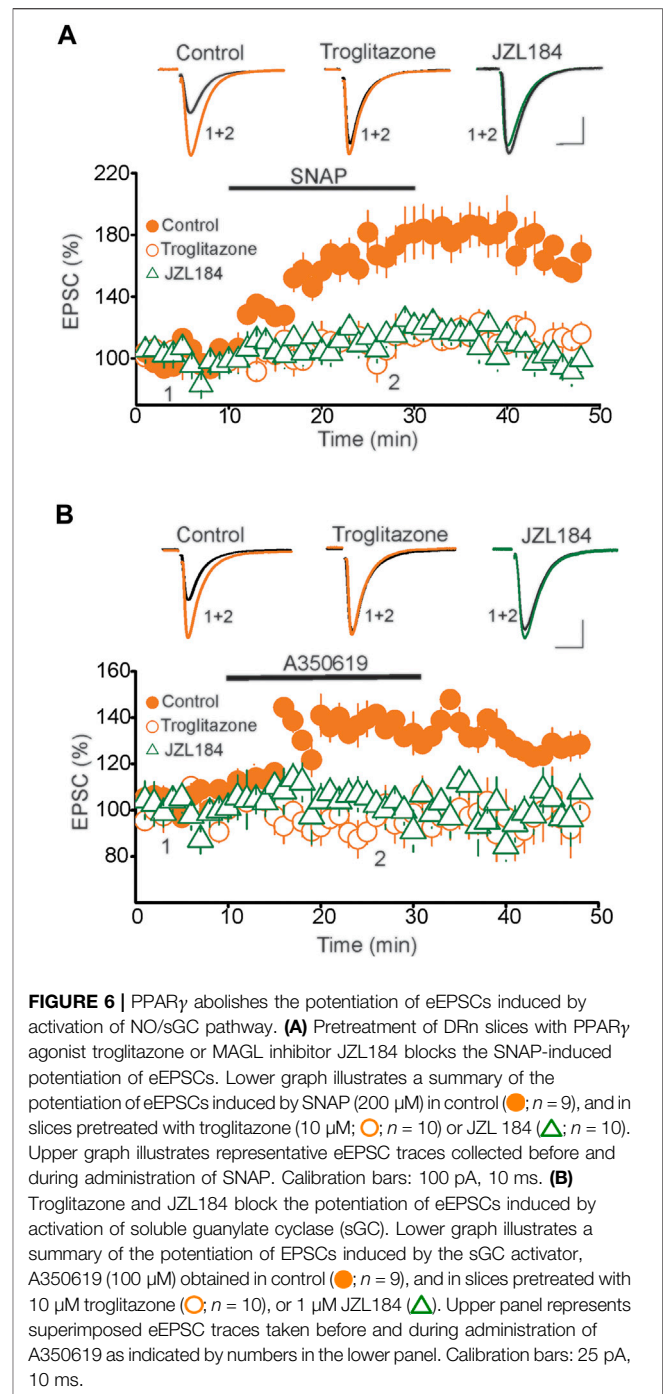 A
Control Troglitazone JZL184
1+2 1+2 1+2
220
SNAP
Control
180
Troglitazone
JZL184
EPSC (%)
140
100
1 2
0 10 20 30 40 50
Time (min)
B
Control Troglitazone JZL184
1+2 1+2 1+2
160
A350619
Control
140
Troglitazone
JZL184
EPSC (%)
120
100
80
1 2
0 10 20 30 40 50
Time (min)
FIGURE 6 | PPARγ abolishes the potentiation of eEPSCs induced by
activation of NO/sGC pathway. (A) Pretreatment of DRn slices with PPARγ
agonist troglitazone or MAGL inhibitor JZL184 blocks the SNAP-induced
potentiation of eEPSCs. Lower graph illustrates a summary of the
potentiation of eEPSCs induced by SNAP (200 µM) in control (●; n = 9), and in
slices pretreated with troglitazone (10 µM; ○; n = 10) or JZL 184 (△; n = 10).
Upper graph illustrates representative eEPSC traces collected before and
during administration of SNAP. Calibration bars: 100 pA, 10 ms. (B)
Troglitazone and JZL184 block the potentiation of eEPSCs induced by
activation of soluble guanylate cyclase (sGC). Lower graph illustrates a
summary of the potentiation of EPSCs induced by the sGC activator,
A350619 (100 µM) obtained in control (●; n = 9), and in slices pretreated with
10 µM troglitazone (○; n = 10), or 1 µM JZL184 (△). Upper panel represents
superimposed eEPSC traces taken before and during administration of
A350619 as indicated by numbers in the lower panel. Calibration bars: 25 pA,
10 ms.